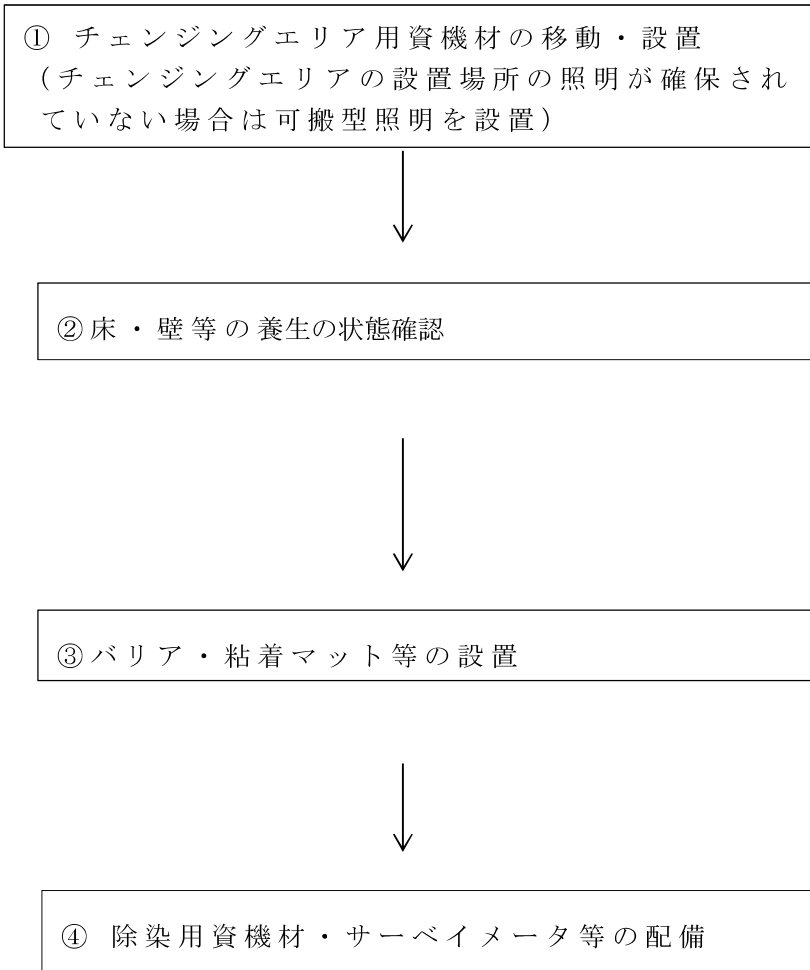 ① チェンジングエリア用資機材の移動・設置
(チェンジングエリアの設置場所の照明が確保され
ていない場合は可搬型照明を設置)
②床・壁等の養生の状態確認
③バリア・粘着マット等の設置
④ 除染用資機材・サーベイメータ等の配備